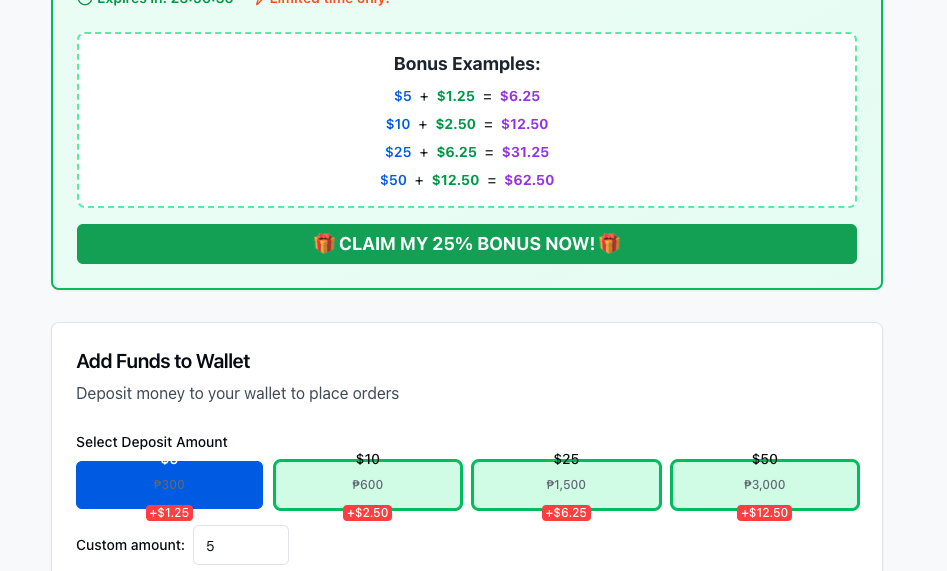 Bonus Examples:
$5 + $1.25 = $6.25
$10 + $2.50 = $12.50
$25 + $6.25 = $31.25
$50 + $12.50 = $62.50
🎁 CLAIM MY 25% BONUS NOW! 🎁
Add Funds to Wallet
Deposit money to your wallet to place orders
Select Deposit Amount
$10 $25 $50
₱300 ₱600 ₱1,500 ₱3,000
+$1.25 +$2.50 +$6.25 +$12.50
Custom amount: 5